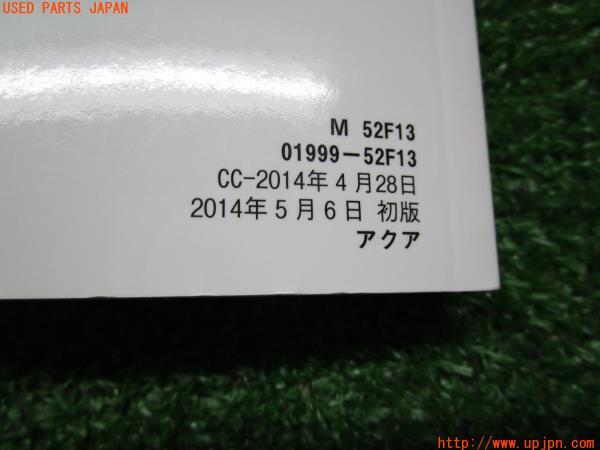 USED PARTS JAPAN
M 52F13
01999-52F13
CC-2014年4月28日
2014年5月6日 初版
アクア
http://www.upjpn.com